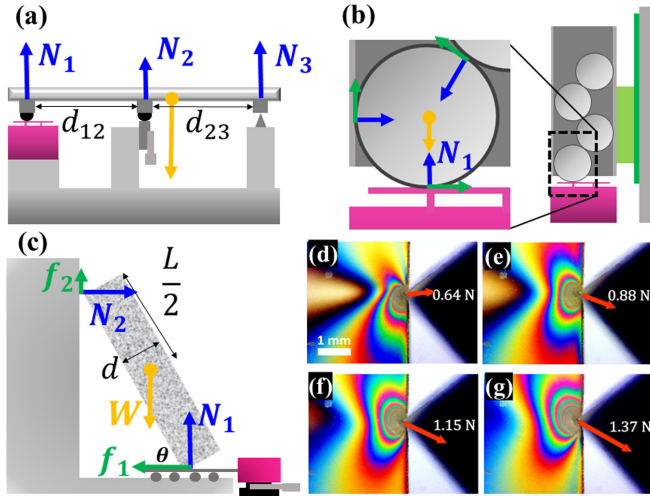 (a)
N₁
N₂
N₃
d₁₂
d₂₃
(b)
N₁
(c)
f₂
L/2
N₂
d
W
N₁
f₁
θ
(d)
0.64 N
1 mm
(e)
0.88 N
(f)
1.15 N
(g)
1.37 N